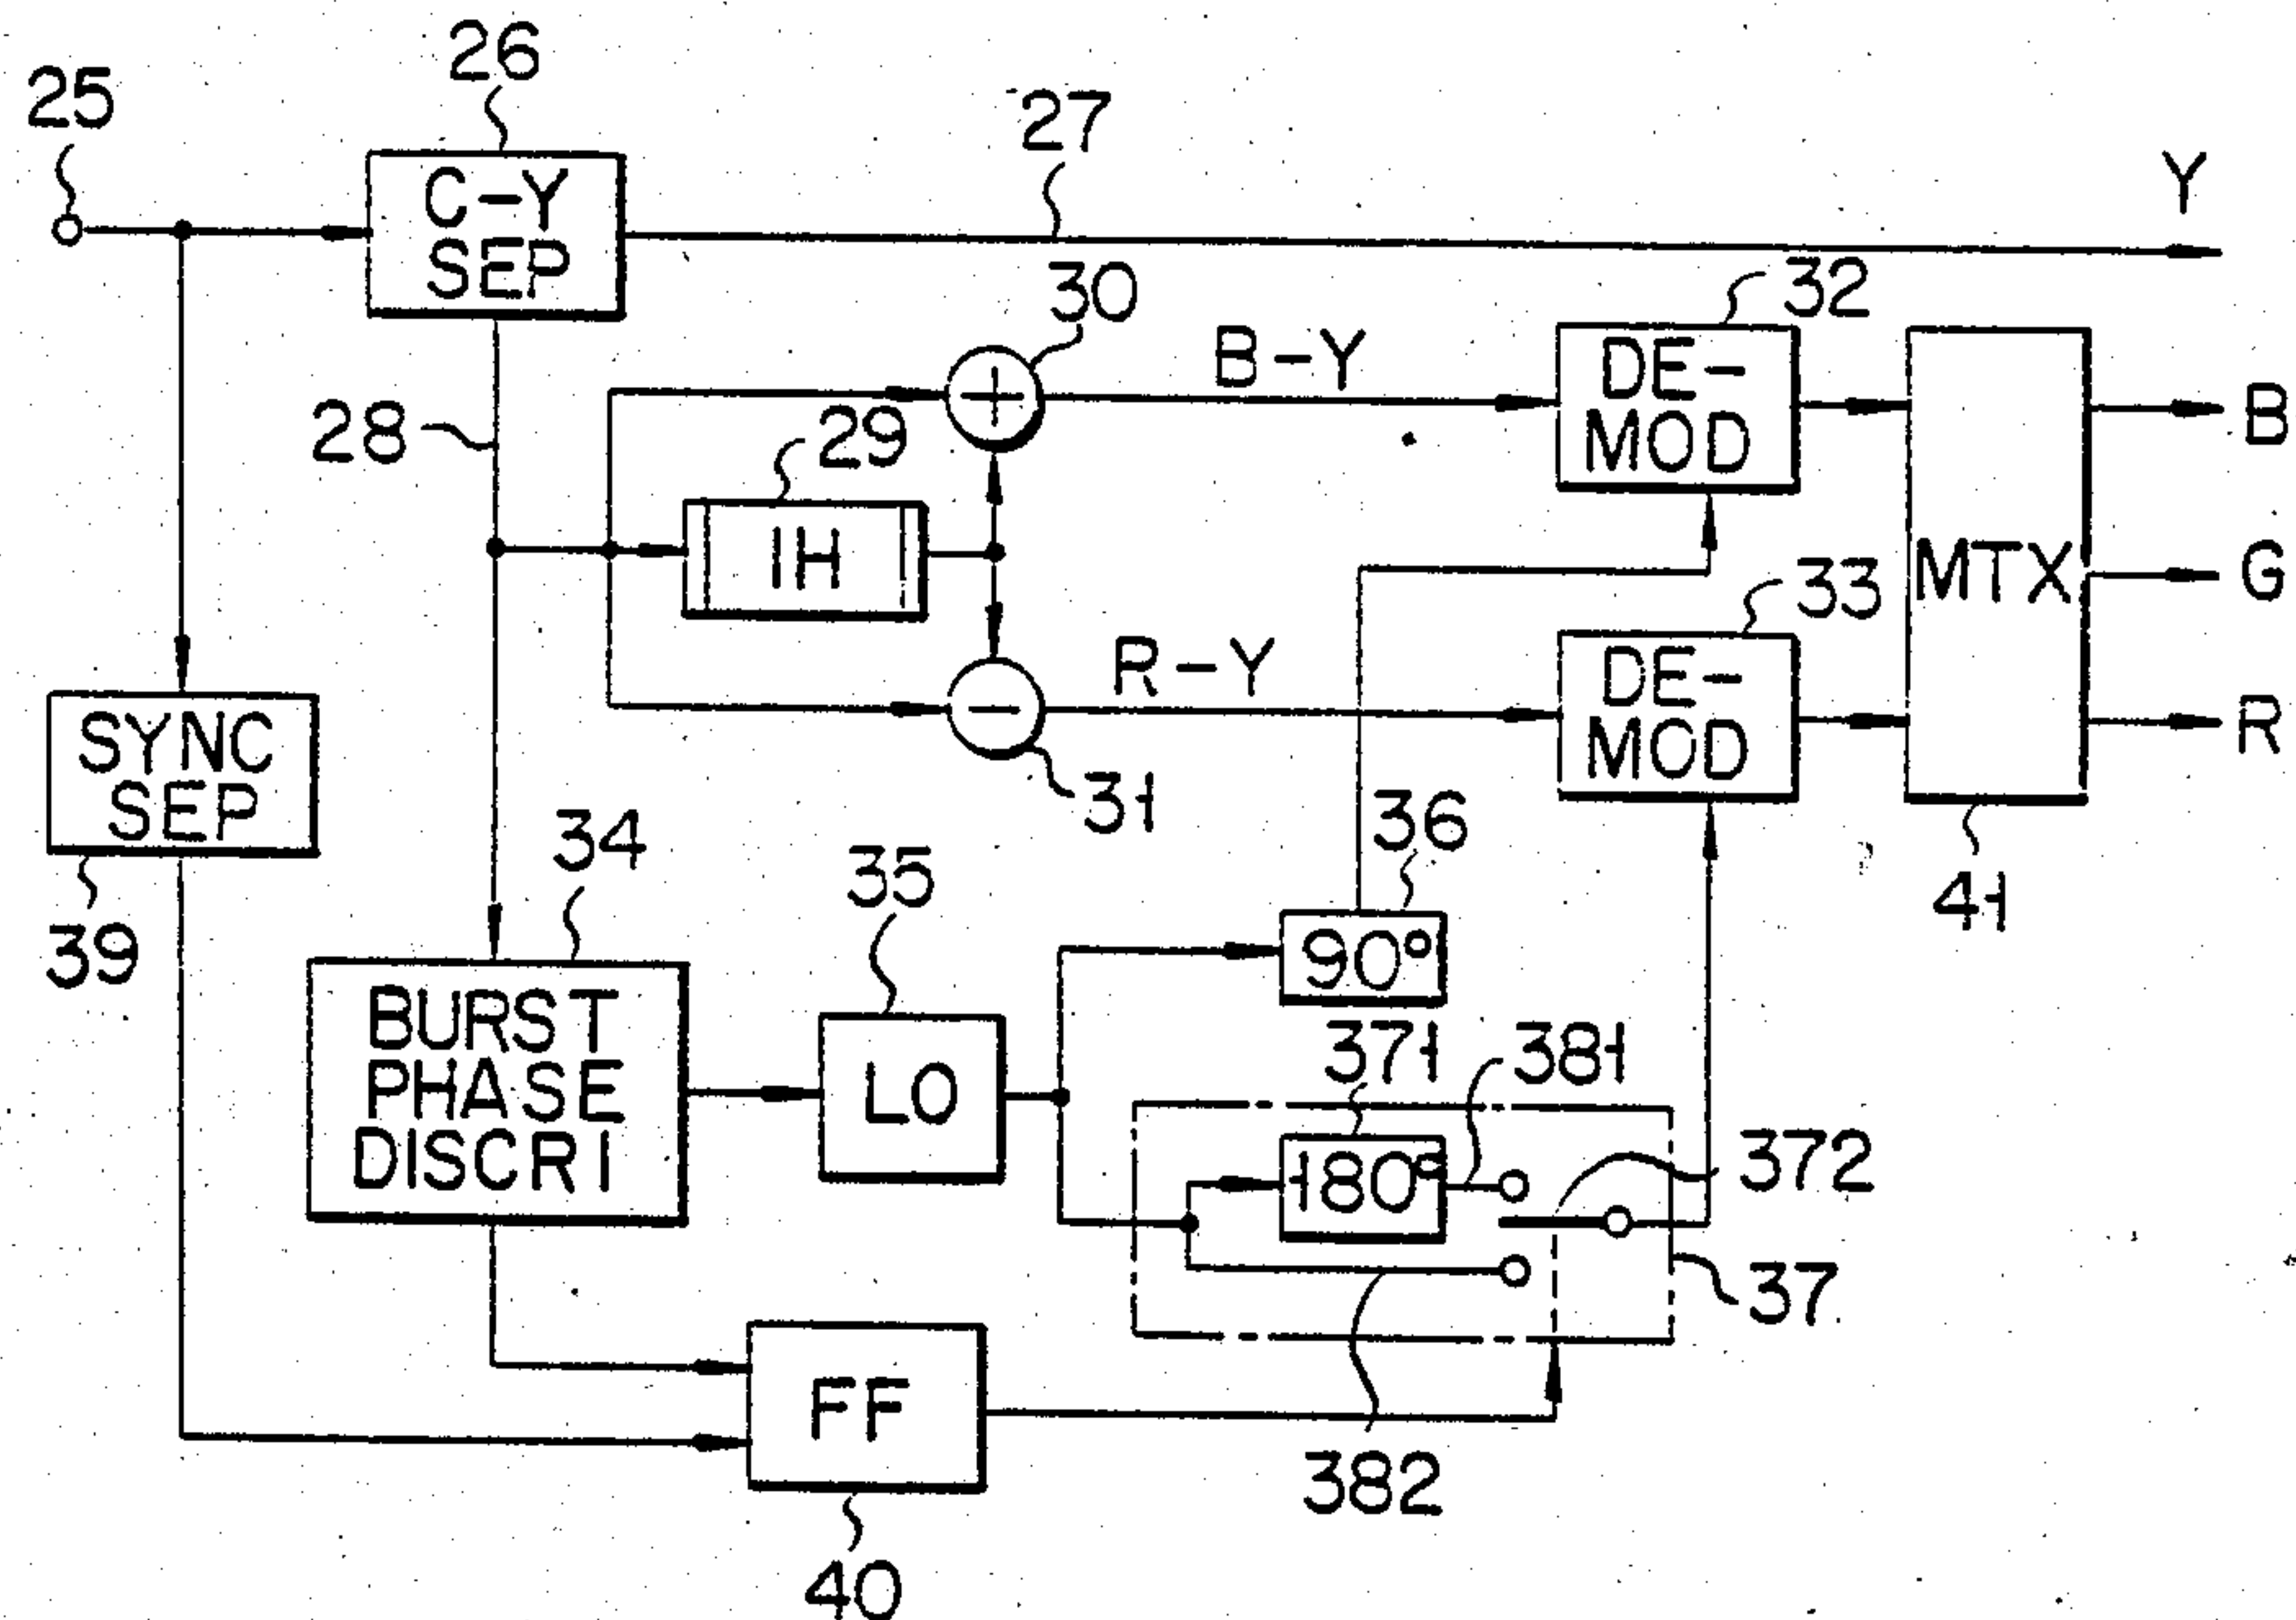 26
25
27
C-Y
SEP
Y
30
32
B-Y
DE-
MOD
B
28
29
1H
MTX
G
33
R-Y
DE-
MOD
R
SYNC
SEP
31
36
34
35
41
39
90°
BURST
PHASE
DISCRI
LO
371
381
180°
372
37
FF
382
40